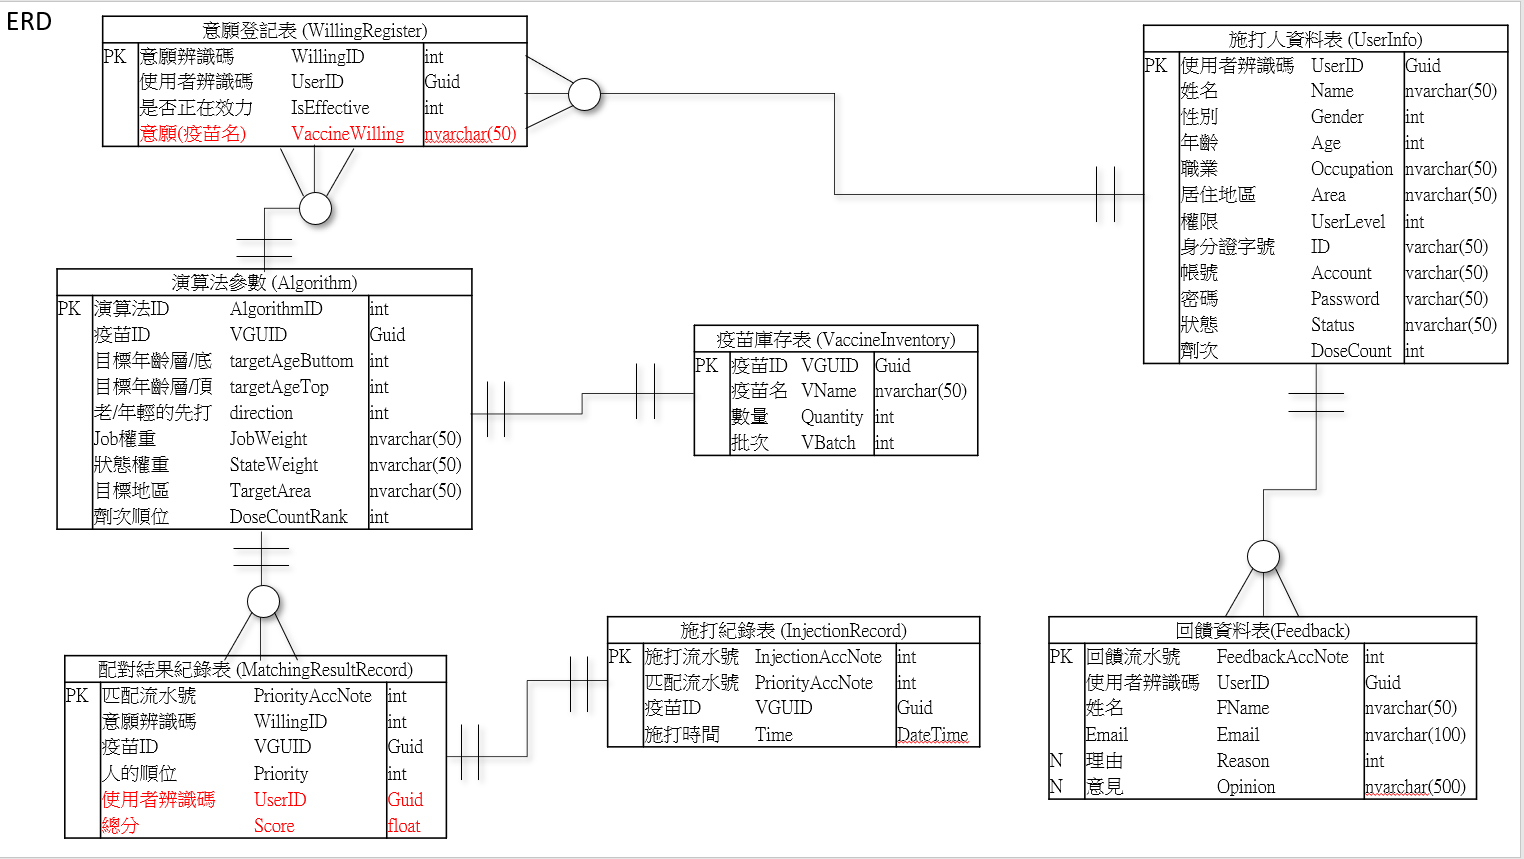 ERD
意願登記表 (WillingRegister)
PK 意願辨識碼 WillingID int
使用者辨識碼 UserID Guid
是否正在效力 IsEffective int
意願(疫苗名) VaccineWilling nvarchar(50)
施打人資料表 (UserInfo)
PK 使用者辨識碼 UserID Guid
姓名 Name nvarchar(50)
性別 Gender int
年齡 Age int
職業 Occupation nvarchar(50)
居住地區 Area nvarchar(50)
權限 UserLevel int
身分證字號 ID varchar(50)
帳號 Account varchar(50)
密碼 Password varchar(50)
狀態 Status nvarchar(50)
劑次 DoseCount int
演算法參數 (Algorithm)
PK 演算法ID AlgorithmID int
疫苗ID VGUID Guid
目標年齡層/底 targetAgeButtom int
目標年齡層/頂 targetAgeTop int
老/年輕的先打 direction int
Job權重 JobWeight nvarchar(50)
狀態權重 StateWeight nvarchar(50)
目標地區 TargetArea nvarchar(50)
劑次順位 DoseCountRank int
疫苗庫存表 (VaccineInventory)
PK 疫苗ID VGUID Guid
疫苗名 VName nvarchar(50)
數量 Quantity int
批次 VBatch int
配對結果紀錄表 (MatchingResultRecord)
PK 匹配流水號 PriorityAccNote int
意願辨識碼 WillingID int
疫苗ID VGUID Guid
人的順位 Priority int
使用者辨識碼 UserID Guid
總分 Score float
施打紀錄表 (InjectionRecord)
PK 施打流水號 InjectionAccNote int
匹配流水號 PriorityAccNote int
疫苗ID VGUID Guid
施打時間 Time DateTime
回饋資料表(Feedback)
PK 回饋流水號 FeedbackAccNote int
使用者辨識碼 UserID Guid
姓名 FName nvarchar(50)
Email Email nvarchar(100)
N 理由 Reason int
N 意見 Opinion nvarchar(500)